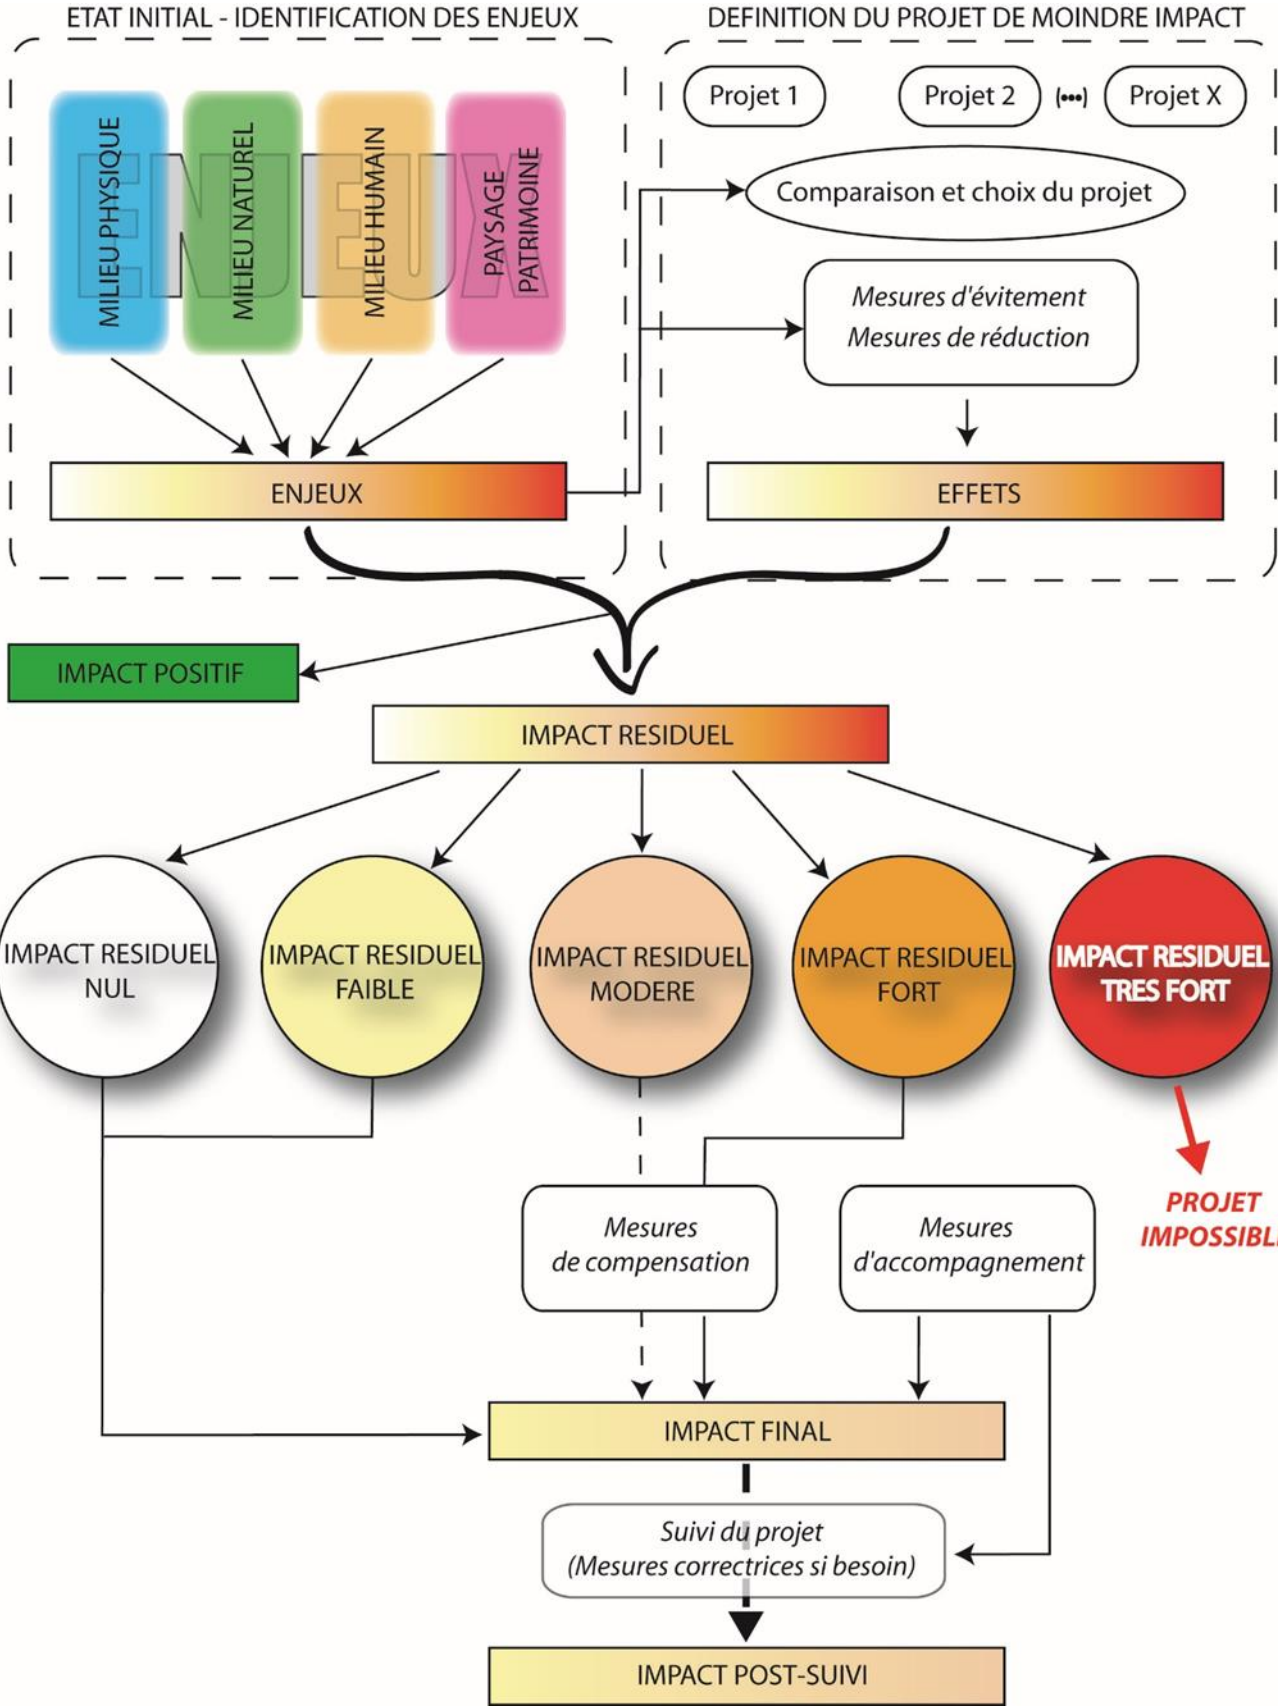 ETAT INITIAL - IDENTIFICATION DES ENJEUX
MILIEU PHYSIQUE
MILIEU NATUREL
MILIEU HUMAIN
PAYSAGE
PATRIMOINE
ENJEUX
ENJEUX
DEFINITION DU PROJET DE MOINDRE IMPACT
Projet 1
Projet 2
(•••)
Projet X
Comparaison et choix du projet
Mesures d'évitement
Mesures de réduction
EFFETS
IMPACT POSITIF
IMPACT RESIDUEL
IMPACT RESIDUEL
NUL
IMPACT RESIDUEL
FAIBLE
IMPACT RESIDUEL
MODERE
IMPACT RESIDUEL
FORT
IMPACT RESIDUEL
TRES FORT
PROJET
IMPOSSIBL
Mesures
de compensation
Mesures
d'accompagnement
IMPACT FINAL
Suivi du projet
(Mesures correctrices si besoin)
IMPACT POST-SUIVI